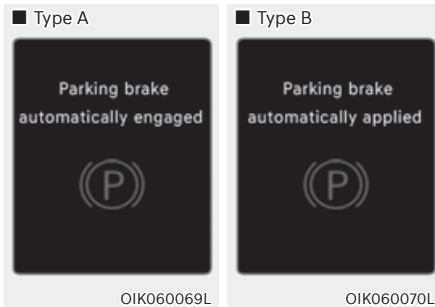 ■ Type A
Parking brake
automatically engaged
P
OIK060069L
■ Type B
Parking brake
automatically applied
P
OIK060070L